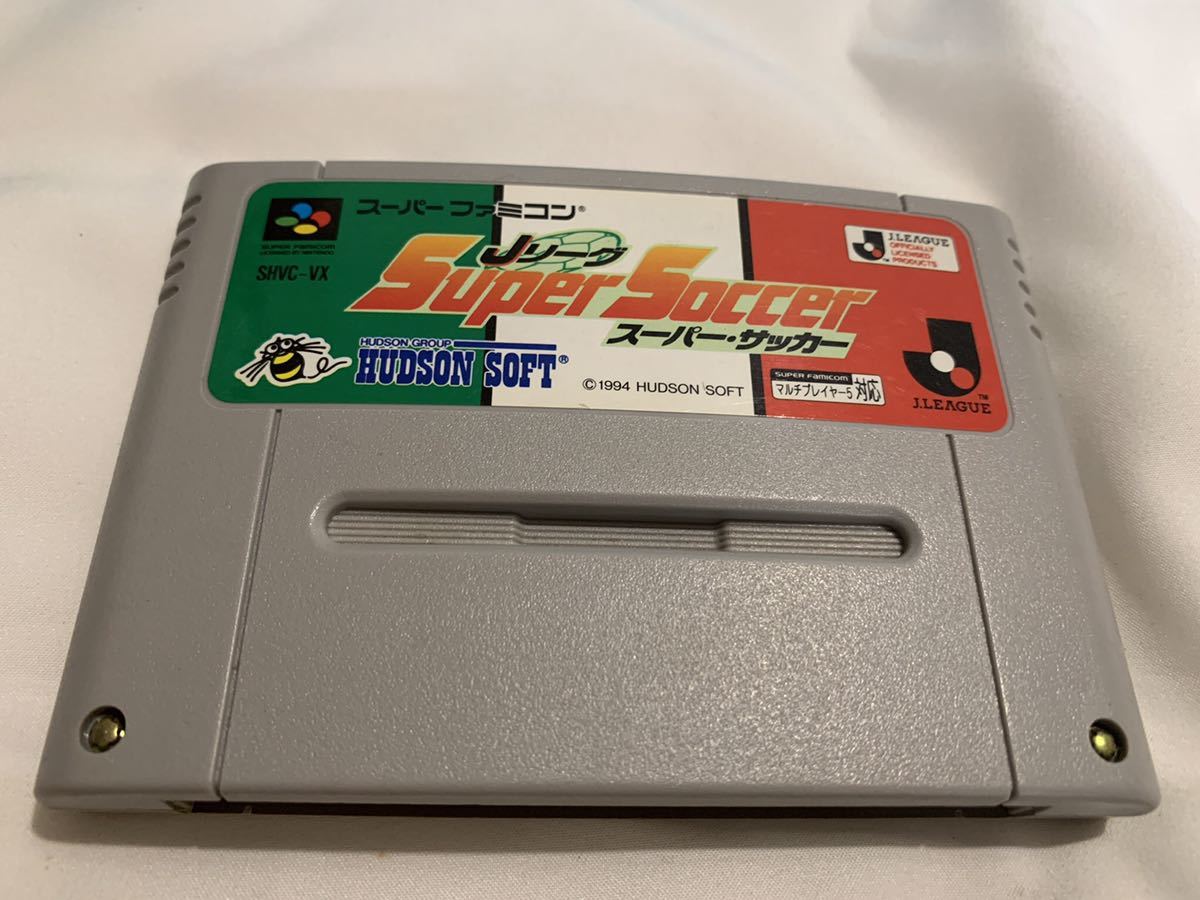 スーパーファミコン®
SUPER FAMICOM
LICENSED BY NINTENDO
SHVC-VX
Jリーグ
Super Soccer
スーパー・サッカー
J.LEAGUE
OFFICIALLY
LICENSED
PRODUCTS
™
HUDSON GROUP
HUDSON SOFT®
©1994 HUDSON SOFT
SUPER FAMICOM
マルチプレイヤー5 対応
™
J.LEAGUE